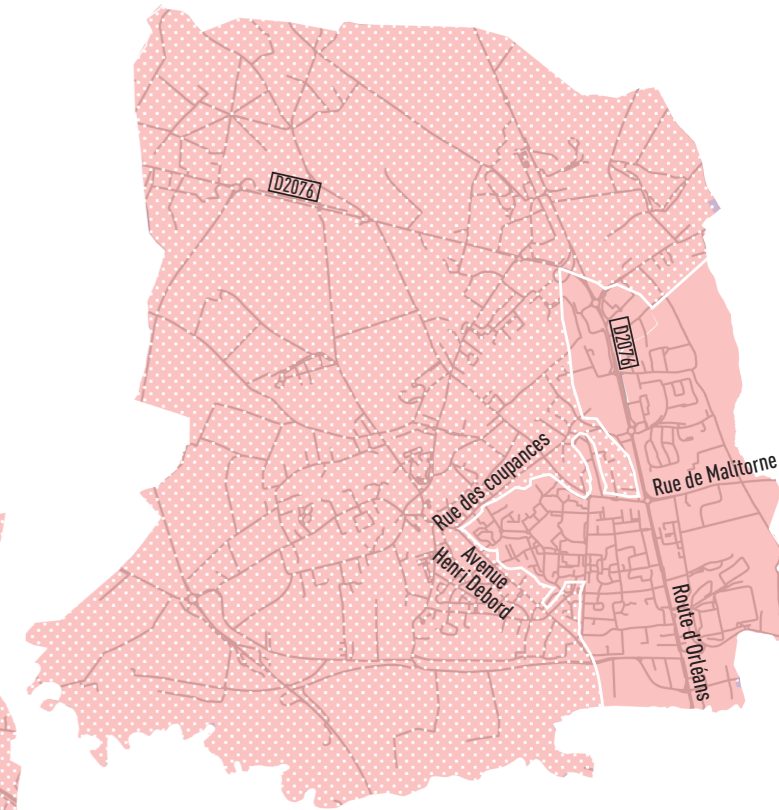 D2076
D2076
Rue des coupances
Rue de Malitorne
Avenue
Henri Debord
Route d'Orléans